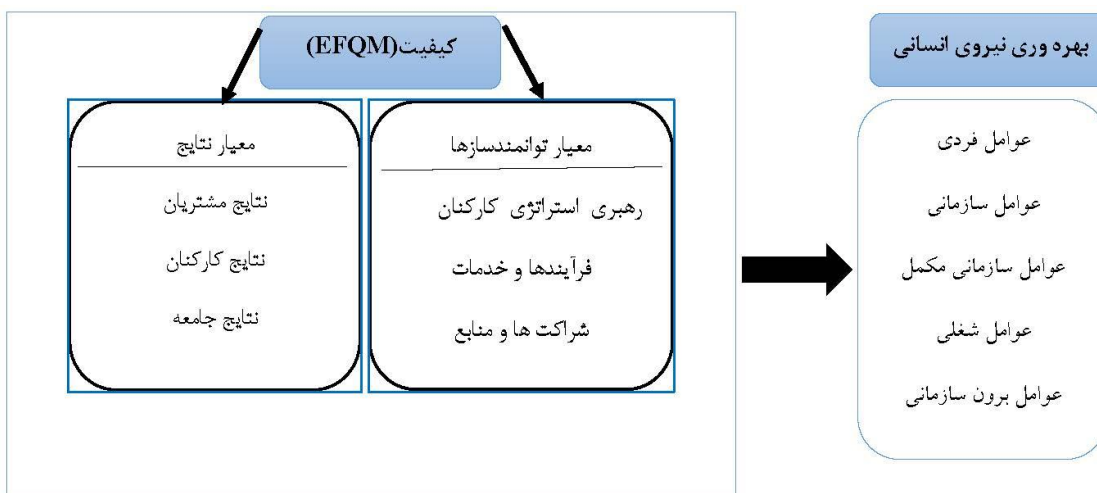 بهره وری نیروی انسانی
عوامل فردی
عوامل سازمانی
عوامل سازمانی مکمل
عوامل شغلی
عوامل برون سازمانی
کیفیت(EFQM)
معیار توانمندسازها
رهبری استراتژی کارکنان
فرآیندها و خدمات
شراکت ها و منابع
معیار نتایج
نتایج مشتریان
نتایج کارکنان
نتایج جامعه